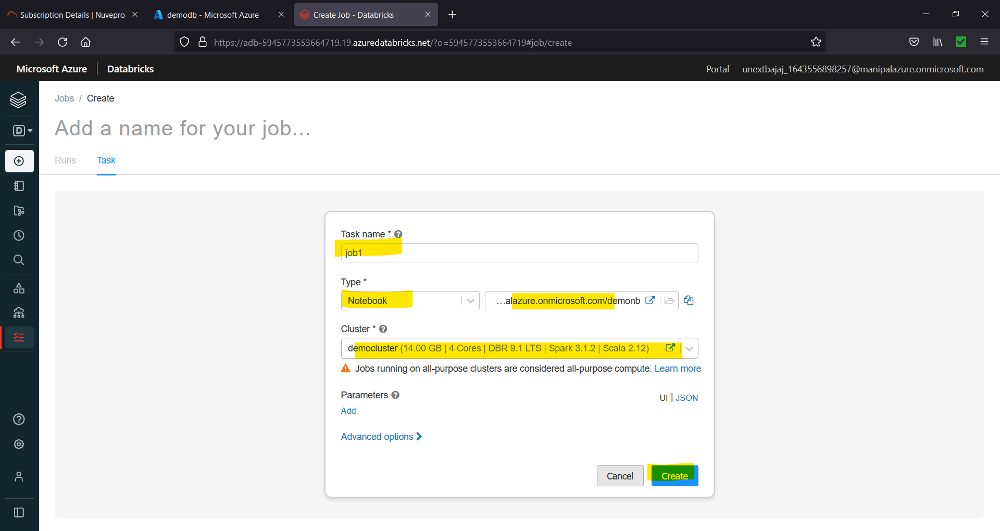 Subscription Details | Nuvepro
demodb - Microsoft Azure
Create Job - Databricks
https://adb-5945773553664719.19.azuredatabricks.net/?o=5945773553664719#job/create
Microsoft Azure
Databricks
Portal
unextbajaj_1643556898257@manipalazure.onmicrosoft.com
D
Jobs / Create
Add a name for your job...
Runs
Task
Task name *
job1
Type *
Notebook
...alazure.onmicrosoft.com/demonb
Cluster *
democluster (14.00 GB | 4 Cores | DBR 9.1 LTS | Spark 3.1.2 | Scala 2.12)
Jobs running on all-purpose clusters are considered all-purpose compute. Learn more
Parameters
UI | JSON
Add
Advanced options
Cancel
Create